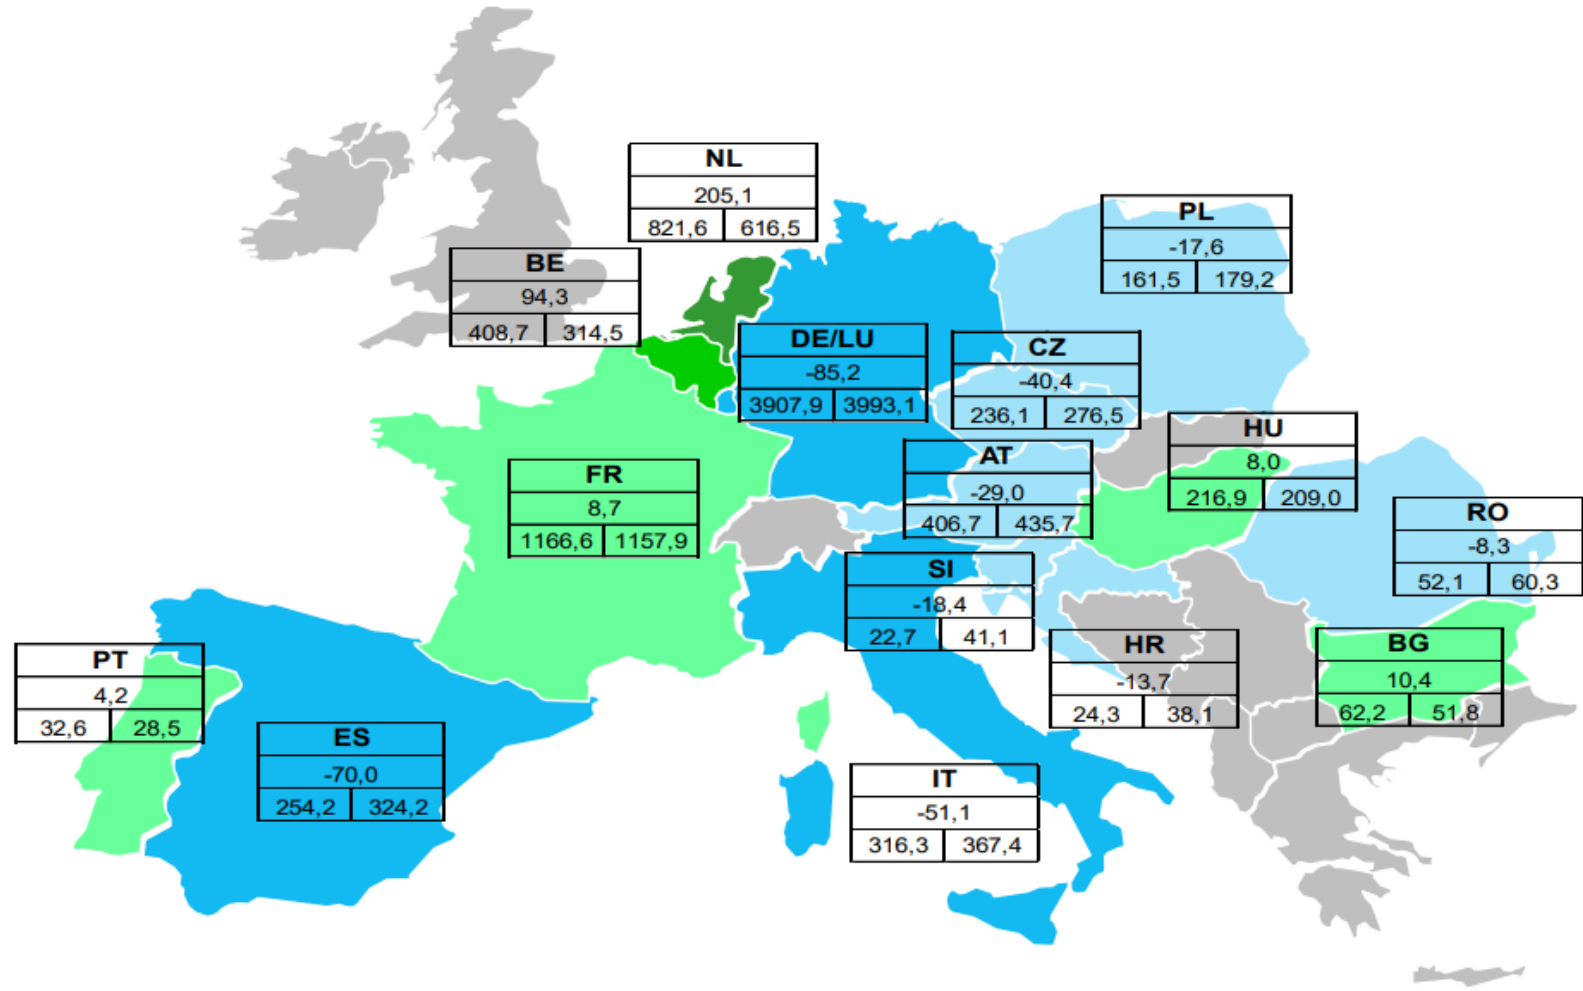 NL
205,1
821,6 616,5
PL
-17,6
161,5 179,2
BE
94,3
408,7 314,5
DE/LU
-85,2
3907,9 3993,1
CZ
-40,4
236,1 276,5
HU
8,0
216,9 209,0
AT
-29,0
406,7 435,7
FR
8,7
1166,6 1157,9
RO
-8,3
52,1 60,3
SI
-18,4
22,7 41,1
HR
-13,7
24,3 38,1
BG
10,4
62,2 51,8
PT
4,2
32,6 28,5
ES
-70,0
254,2 324,2
IT
-51,1
316,3 367,4